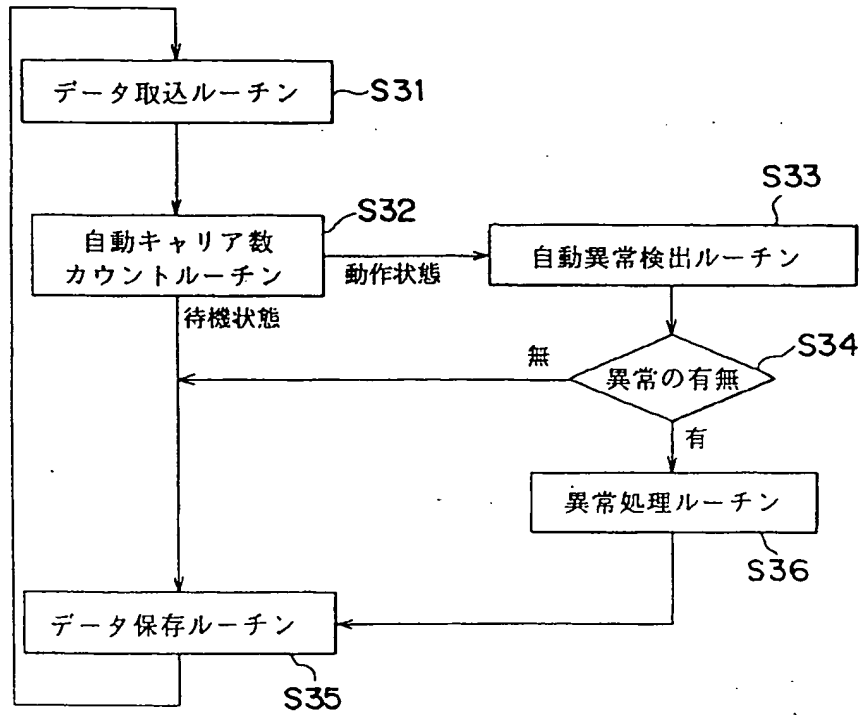 データ取込ルーチン
S31
自動キャリア数
カウントルーチン
S32
動作状態
待機状態
S33
自動異常検出ルーチン
S34
異常の有無
無
有
異常処理ルーチン
S36
データ保存ルーチン
S35